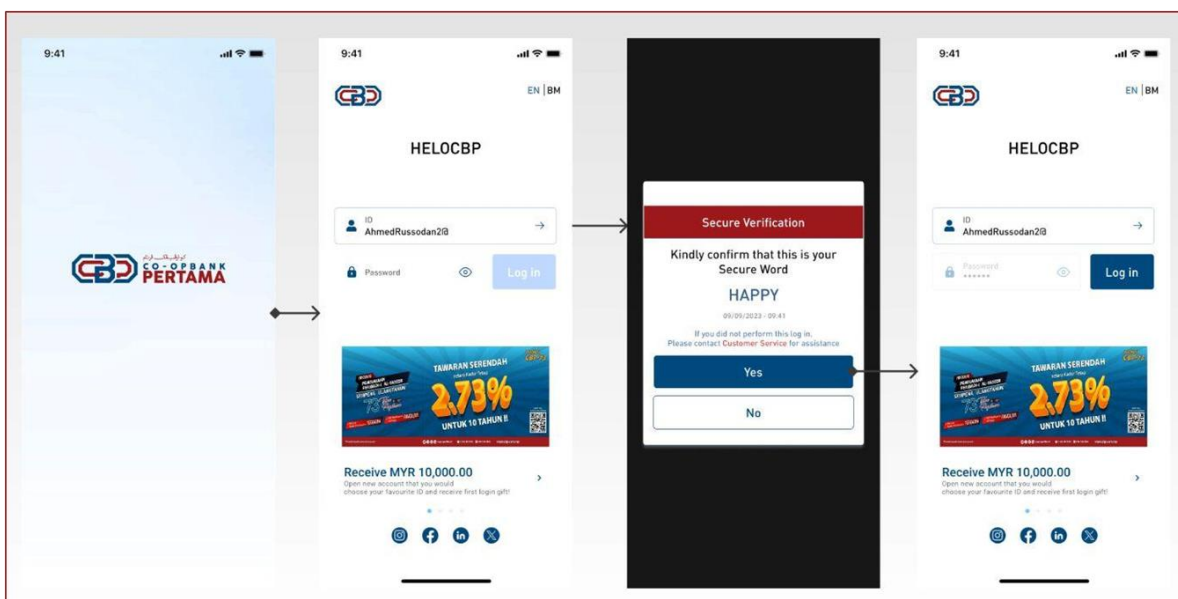 9:41
CBP
CO-OPBANK
PERTAMA
9:41
CBP
EN | BM
HELOCBP
ID
AhmedRussodan2@
Password
Log in
TAWARAN SERENDAH
2.73%
UNTUK 10 TAHUN !!
Receive MYR 10,000.00
Open new account that you would
choose your favourite ID and receive first login gift!
Secure Verification
Kindly confirm that this is your
Secure Word
HAPPY
09/09/2023 - 09:41
If you did not perform this log in.
Please contact Customer Service for assistance
Yes
No
9:41
CBP
EN | BM
HELOCBP
ID
AhmedRussodan2@
Password
******
Log in
TAWARAN SERENDAH
2.73%
UNTUK 10 TAHUN !!
Receive MYR 10,000.00
Open new account that you would
choose your favourite ID and receive first login gift!